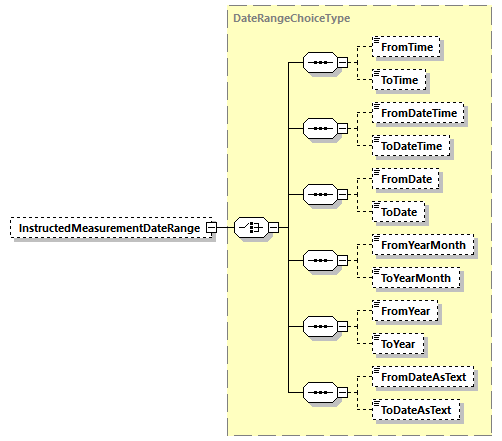 DateRangeChoiceType
FromTime
ToTime
FromDateTime
ToDateTime
FromDate
ToDate
InstructedMeasurementDateRange
FromYearMonth
ToYearMonth
FromYear
ToYear
FromDateAsText
ToDateAsText